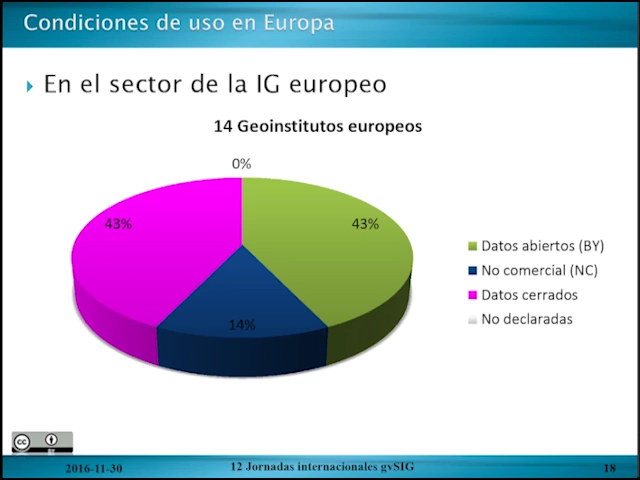 Condiciones de uso en Europa
En el sector de la IG europeo
14 Geoinstitutos europeos
0%
43%
43%
14%
Datos abiertos (BY)
No comercial (NC)
Datos cerrados
No declaradas
cc
2016-11-30
12 Jornadas internacionales gvSIG
18